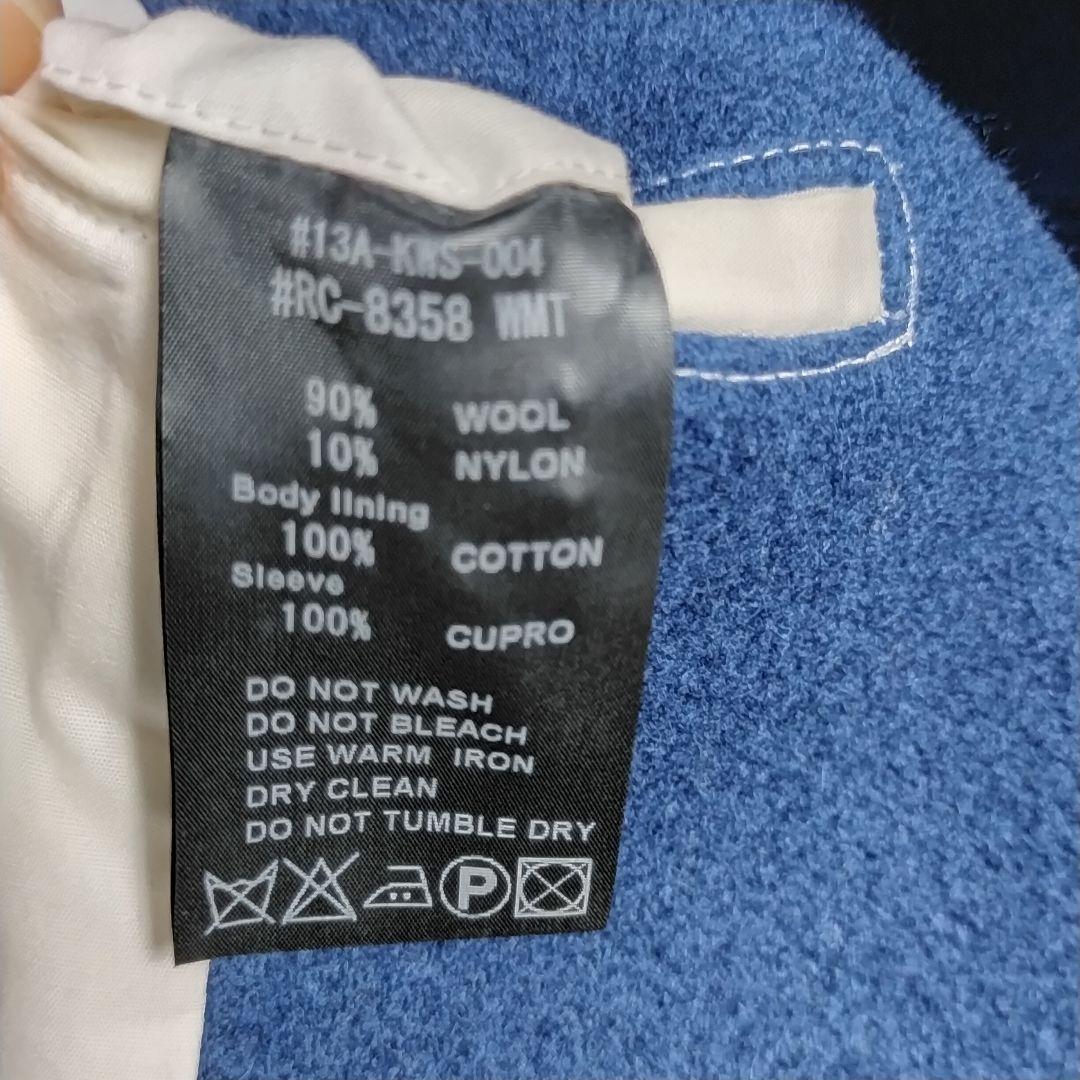 #13A-KWS-004
#RC-8358 WMT
90% WOOL
10% NYLON
Body lining
100% COTTON
Sleeve
100% CUPRO
DO NOT WASH
DO NOT BLEACH
USE WARM IRON
DRY CLEAN
DO NOT TUMBLE DRY
P